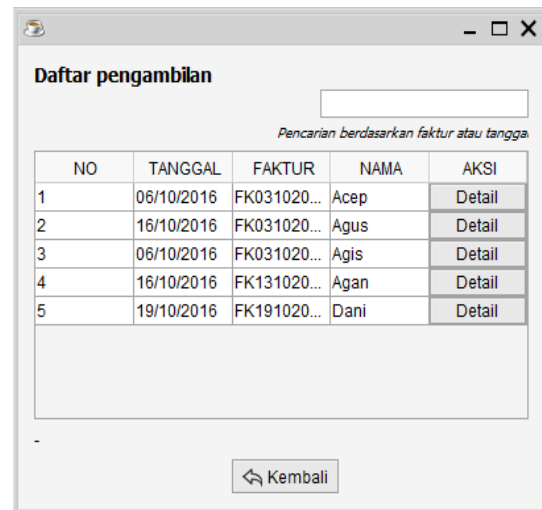 Daftar pengambilan
Pencarian berdasarkan faktur atau tanggal
NO TANGGAL FAKTUR NAMA AKSI
1 06/10/2016 FK031020... Acep Detail
2 16/10/2016 FK031020... Agus Detail
3 06/10/2016 FK031020... Agis Detail
4 16/10/2016 FK131020... Agan Detail
5 19/10/2016 FK191020... Dani Detail
-
Kembali